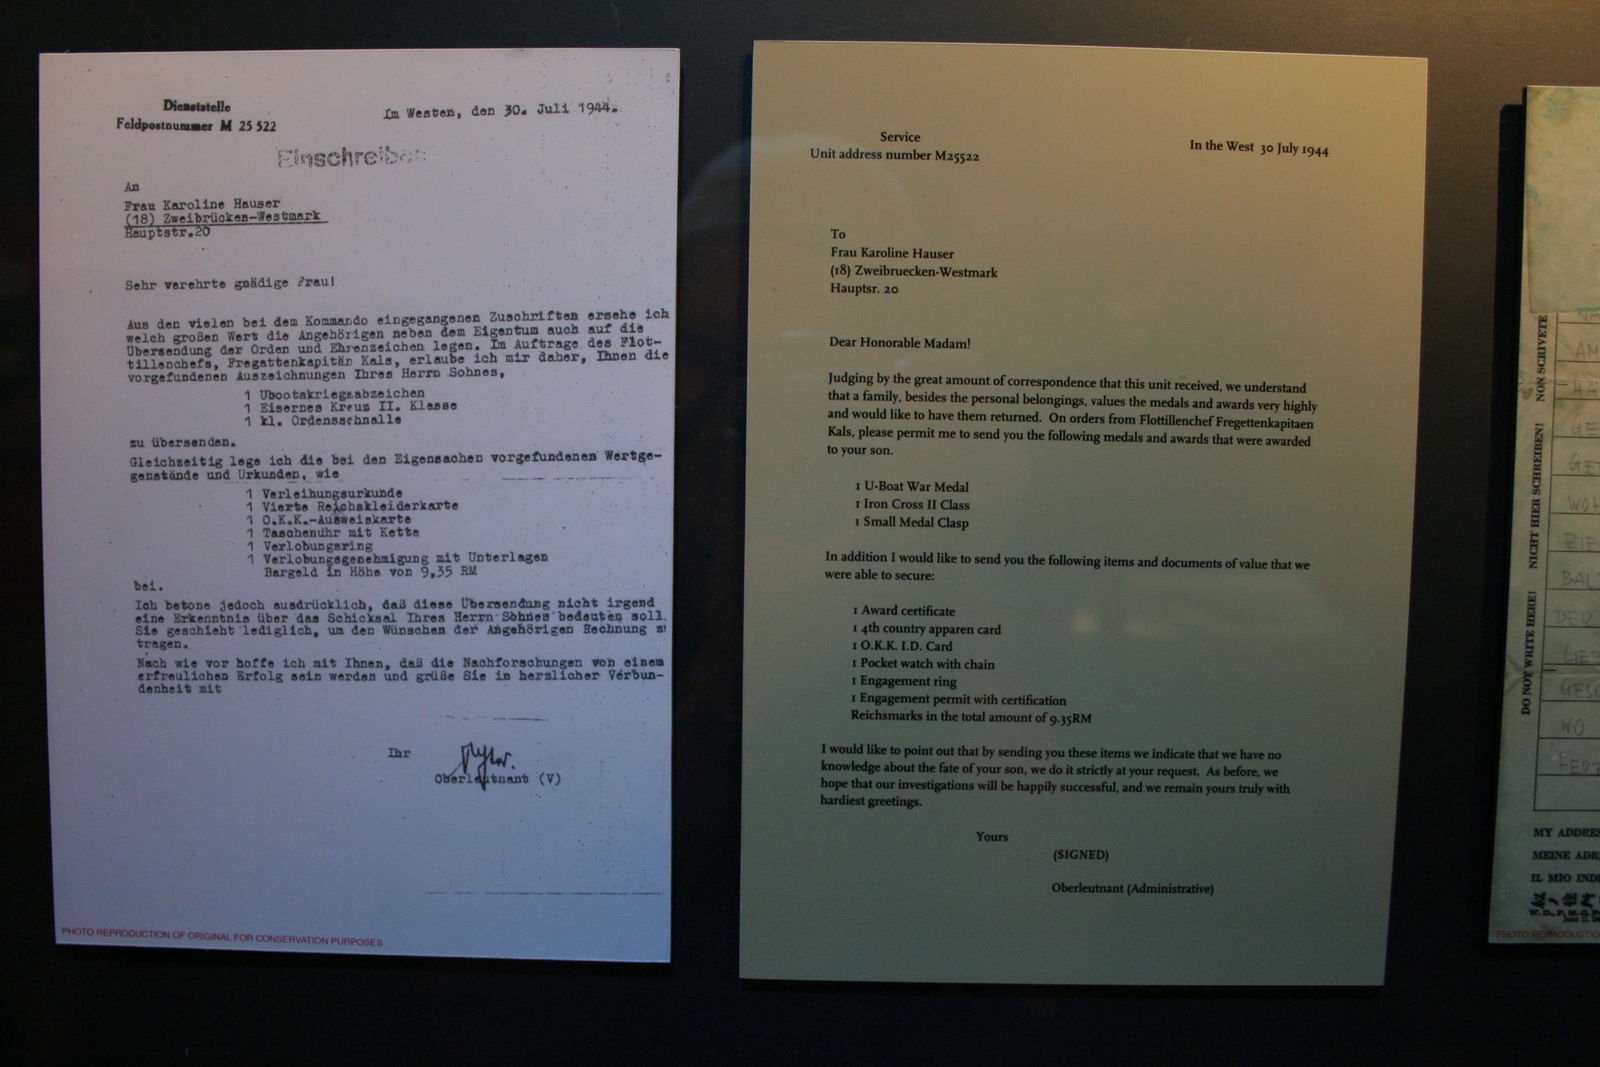 Dienststelle
Feldpostnummer M 25 522
Im Westen, den 30. Juli 1944.
Einschreiben
An
Frau Karoline Hauser
(18) Zweibrücken-Westmark
Hauptstr.20
Sehr verehrte gnädige Frau!
Aus den vielen bei dem Kommando eingegangenen Zuschriften ersehe ich
welch großen Wert die Angehörigen neben dem Eigentum auch auf die
Übersendung der Orden und Ehrenzeichen legen. Im Auftrage des Flot-
tillenchefs, Fregattenkapitän Kals, erlaube ich mir daher, Ihnen die
vorgefundenen Auszeichnungen Ihres Herrn Sohnes,
1 Ubootskriegsabzeichen
1 Eisernes Kreuz II. Klasse
1 kl. Ordensschnalle
zu übersenden.
Gleichzeitig lege ich die bei den Eigensachen vorgefundenen Wertge-
genstände und Urkunden, wie
1 Verleihungsurkunde
1 Vierte Reichskleiderkarte
1 O.K.K.-Ausweiskarte
1 Taschenuhr mit Kette
1 Verlobungsring
1 Verlobungsgenehmigung mit Unterlagen
Bargeld in Höhe von 9,35 RM
bei.
Ich betone jedoch ausdrücklich, daß diese Übersendung nicht irgend
eine Erkenntnis über das Schicksal Ihres Herrn Sohnes bedeuten soll.
Sie geschieht lediglich, um den Wünschen der Angehörigen Rechnung z
tragen.
Nach wie vor hoffe ich mit Ihnen, daß die Nachforschungen von einem
erfreulichen Erfolg sein werden und grüße Sie in herzlicher Verbun-
denheit mit
Ihr
Oberleutnant (V)
PHOTO REPRODUCTION OF ORIGINAL FOR CONSERVATION PURPOSES
Service
Unit address number M25522
In the West 30 July 1944
To
Frau Karoline Hauser
(18) Zweibruecken-Westmark
Hauptsr. 20
Dear Honorable Madam!
Judging by the great amount of correspondence that this unit received, we understand
that a family, besides the personal belongings, values the medals and awards very highly
and would like to have them returned. On orders from Flottillenchef Fregettenkapitaen
Kals, please permit me to send you the following medals and awards that were awarded
to your son.
1 U-Boat War Medal
1 Iron Cross II Class
1 Small Medal Clasp
In addition I would like to send you the following items and documents of value that we
were able to secure:
1 Award certificate
1 4th country apparen card
1 O.K.K. I.D. Card
1 Pocket watch with chain
1 Engagement ring
1 Engagement permit with certification
Reichsmarks in the total amount of 9.35RM
I would like to point out that by sending you these items we indicate that we have no
knowledge about the fate of your son, we do it strictly at your request. As before, we
hope that our investigations will be happily successful, and we remain yours truly with
hardiest greetings.
Yours
(SIGNED)
Oberleutnant (Administrative)
DO NOT WRITE HERE! NICHT HIER SCHREIBEN! NON SCRIVETE
AM
GE
WO
BAL
DER
GES
WO
HERZ
MY ADDRES
MEINE ADR
IL MIO INDI
W. D., P. M. G.
PHOTO REPRODUCTIO